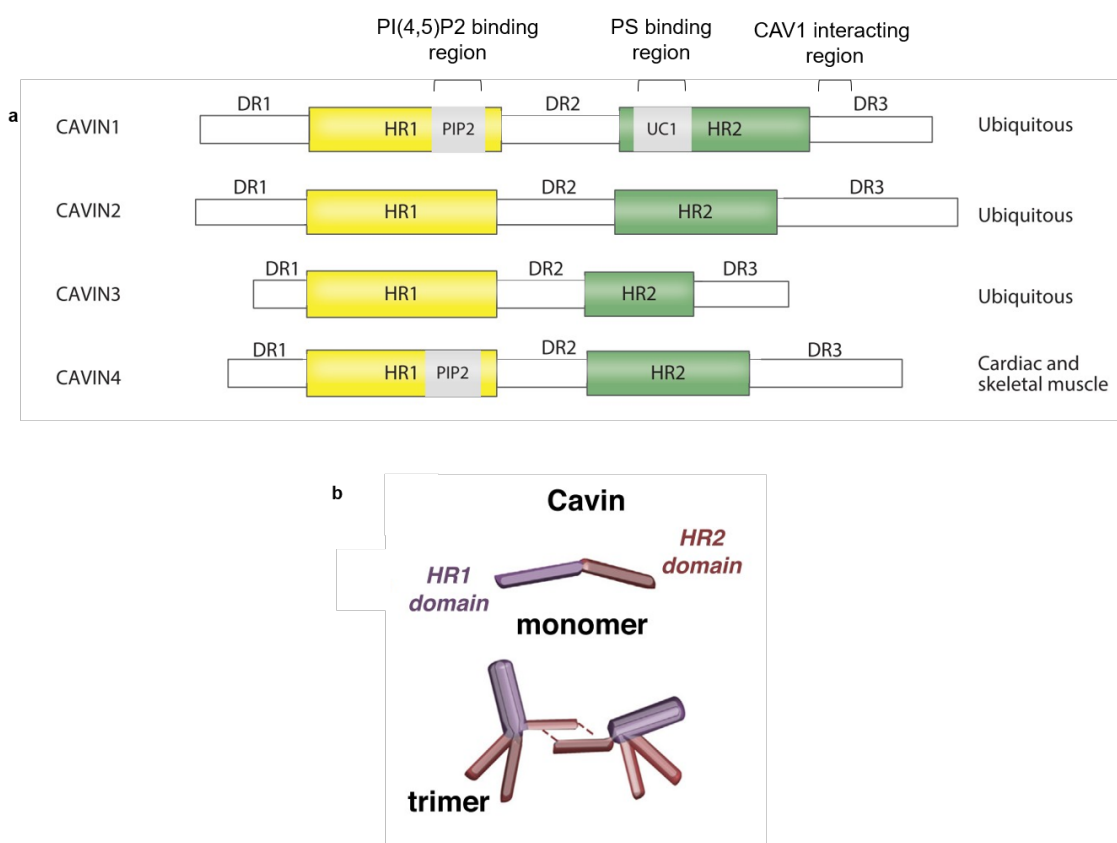 PI(4,5)P2 binding
region
PS binding
region
CAV1 interacting
region
a
CAVIN1
DR1
HR1
PIP2
DR2
UC1
HR2
DR3
Ubiquitous
CAVIN2
DR1
HR1
DR2
HR2
DR3
Ubiquitous
CAVIN3
DR1
HR1
DR2
HR2
DR3
Ubiquitous
CAVIN4
DR1
HR1
PIP2
DR2
HR2
DR3
Cardiac and
skeletal muscle
b
Cavin
HR1
domain
HR2
domain
monomer
trimer